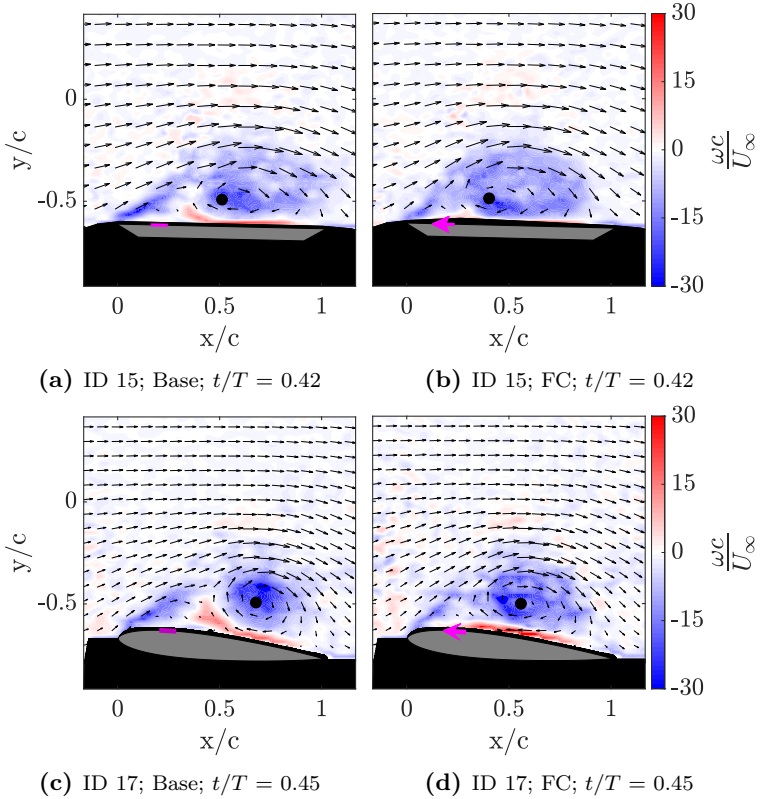 30
15
0
-15
-30
ωc
U∞
y/c
0
-0.5
0 0.5 1
x/c
0 0.5 1
x/c
(a) ID 15; Base; t/T = 0.42
(b) ID 15; FC; t/T = 0.42
30
15
0
-15
-30
ωc
U∞
y/c
0
-0.5
0 0.5 1
x/c
0 0.5 1
x/c
(c) ID 17; Base; t/T = 0.45
(d) ID 17; FC; t/T = 0.45